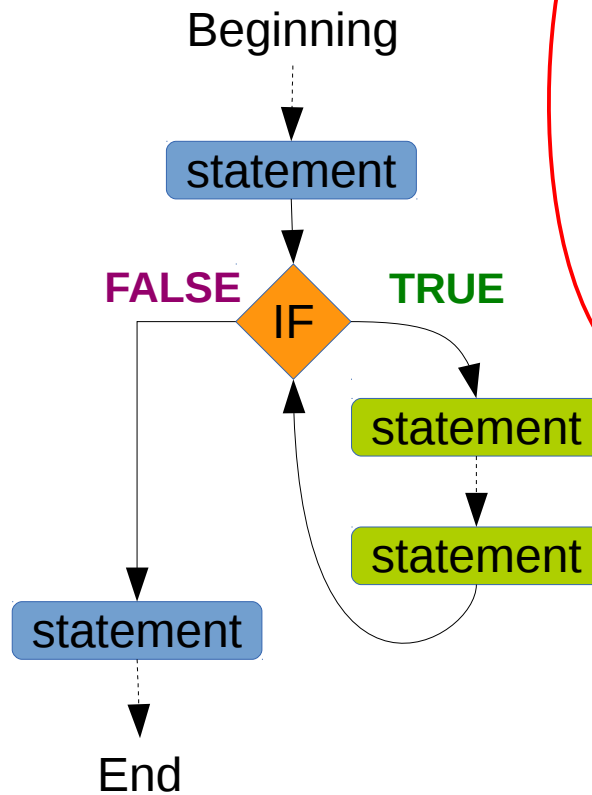 Beginning
statement
FALSE
TRUE
IF
statement
statement
statement
End